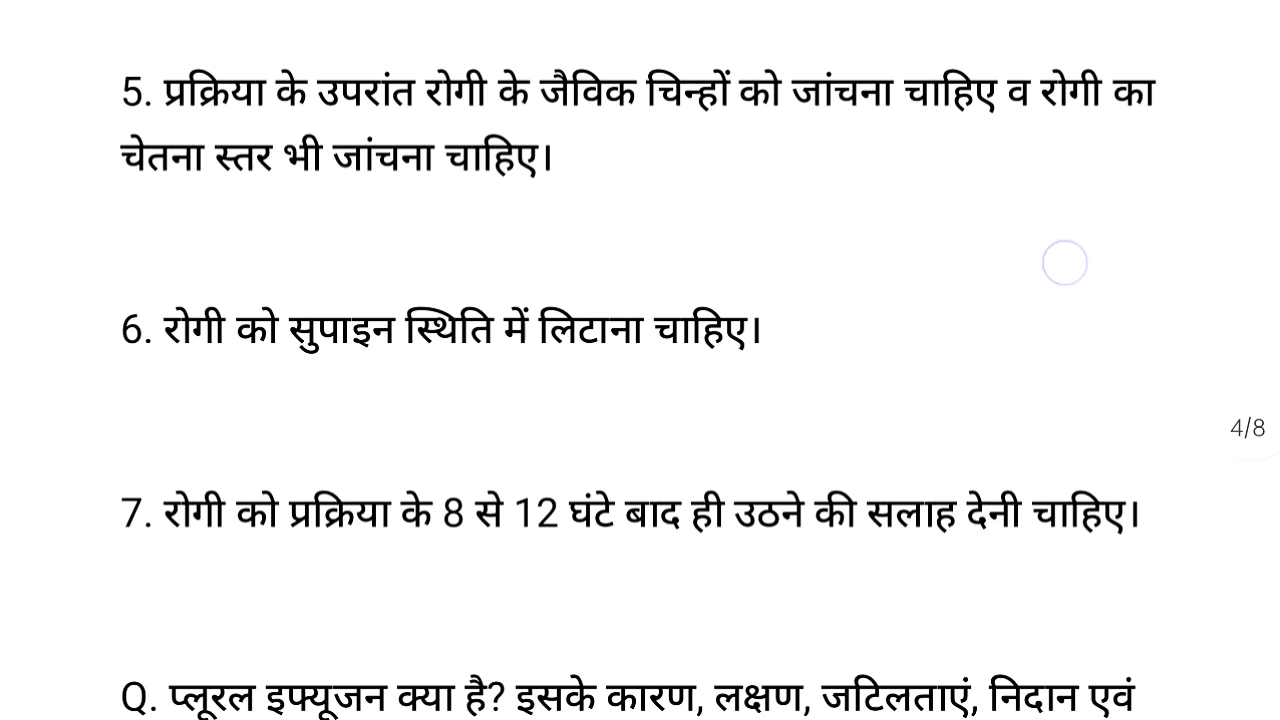 5. प्रक्रिया के उपरांत रोगी के जैविक चिन्हों को जांचना चाहिए व रोगी का
चेतना स्तर भी जांचना चाहिए।
6. रोगी को सुपाइन स्थिति में लिटाना चाहिए।
4/8
7. रोगी को प्रक्रिया के 8 से 12 घंटे बाद ही उठने की सलाह देनी चाहिए।
Q. प्लूरल इफ्यूजन क्या है? इसके कारण, लक्षण, जटिलताएं, निदान एवं